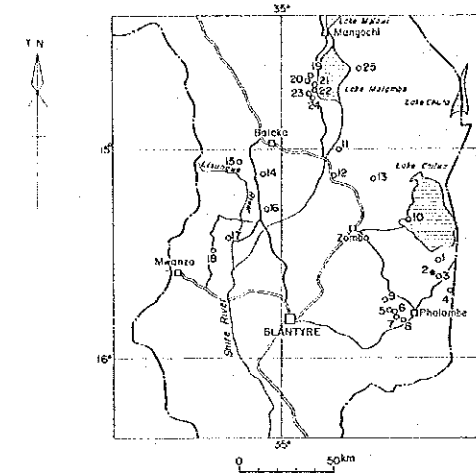 35°
Y N
Lake Malawi
Mangochi
19
20
21
22
23
24
25
Lake Malombe
Lake Chiuta
15°
Balaka
11
12
13
14
15
16
17
18
Lake Chilwa
10
Zomba
Mwanza
1
2
3
4
9
5
6
7
8
Phalombe
Shire River
BLANTYRE
16°
35°
0 50km